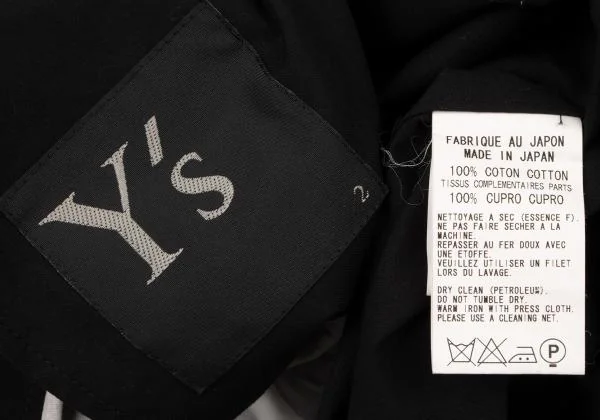 Y's
2
FABRIQUE AU JAPON
MADE IN JAPAN
100% COTON COTTON
TISSUS COMPLEMENTAIRES PARTS
100% CUPRO CUPRO
NETTOYAGE A SEC (ESSENCE F).
NE PAS FAIRE SECHER A LA
MACHINE.
REPASSER AU FER DOUX AVEC
UNE ETOFFE.
VEUILLEZ UTILISER UN FILET
LORS DU LAVAGE.
DRY CLEAN (PETROLEUM).
DO NOT TUMBLE DRY.
WARM IRON WITH PRESS CLOTH.
PLEASE USE A CLEANING NET.
P